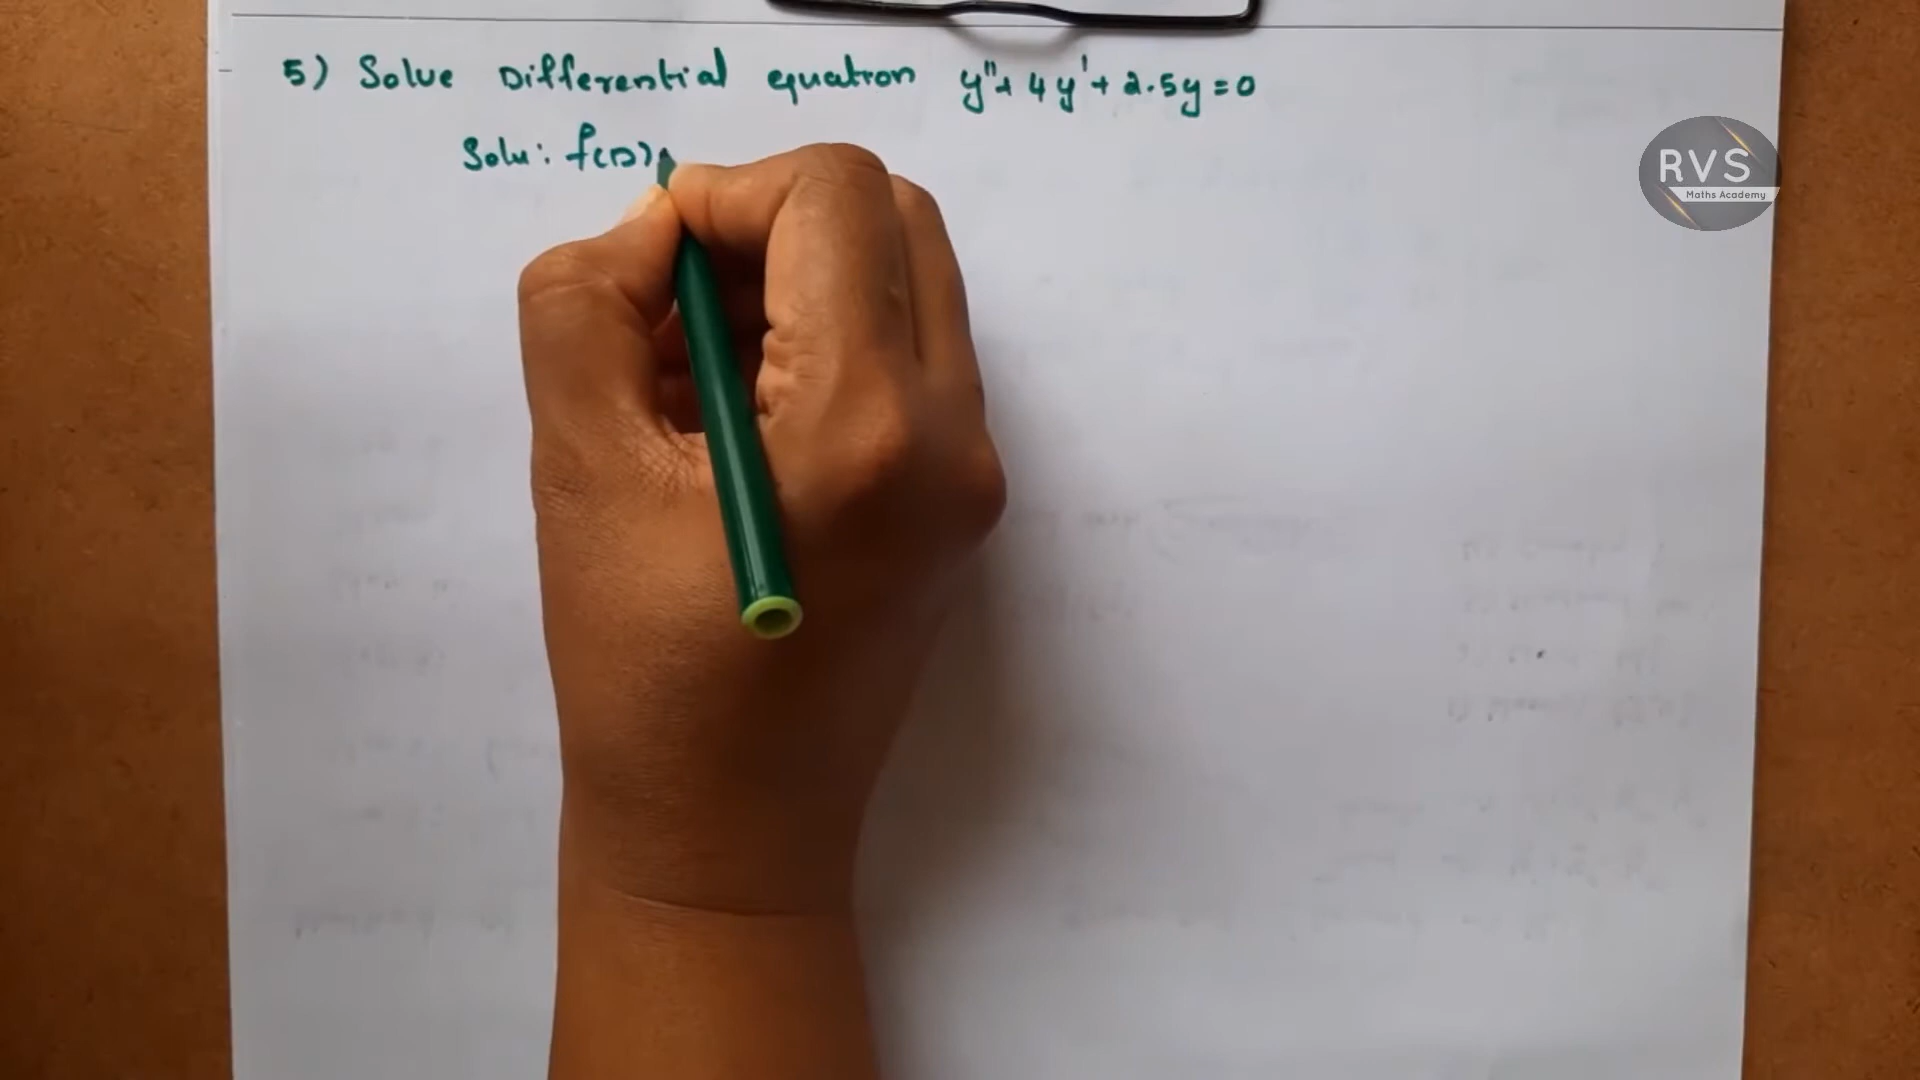 5) Solve Differential equation y"+ 4y'+ 2.5y=0
Solu: f(D)
RVS
Maths Academy